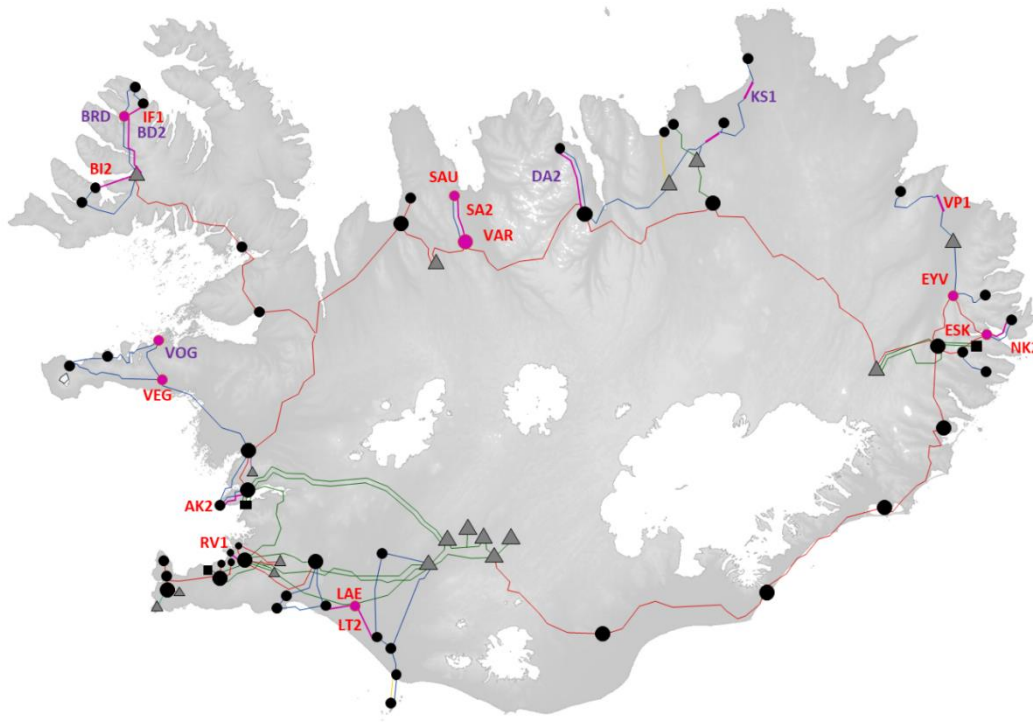 KS1
BRD
IF1
BD2
BI2
SAU
DA2
SA2
VAR
VP1
EYV
ESK
NK2
VOG
VEG
AK2
RV1
LAE
LT2